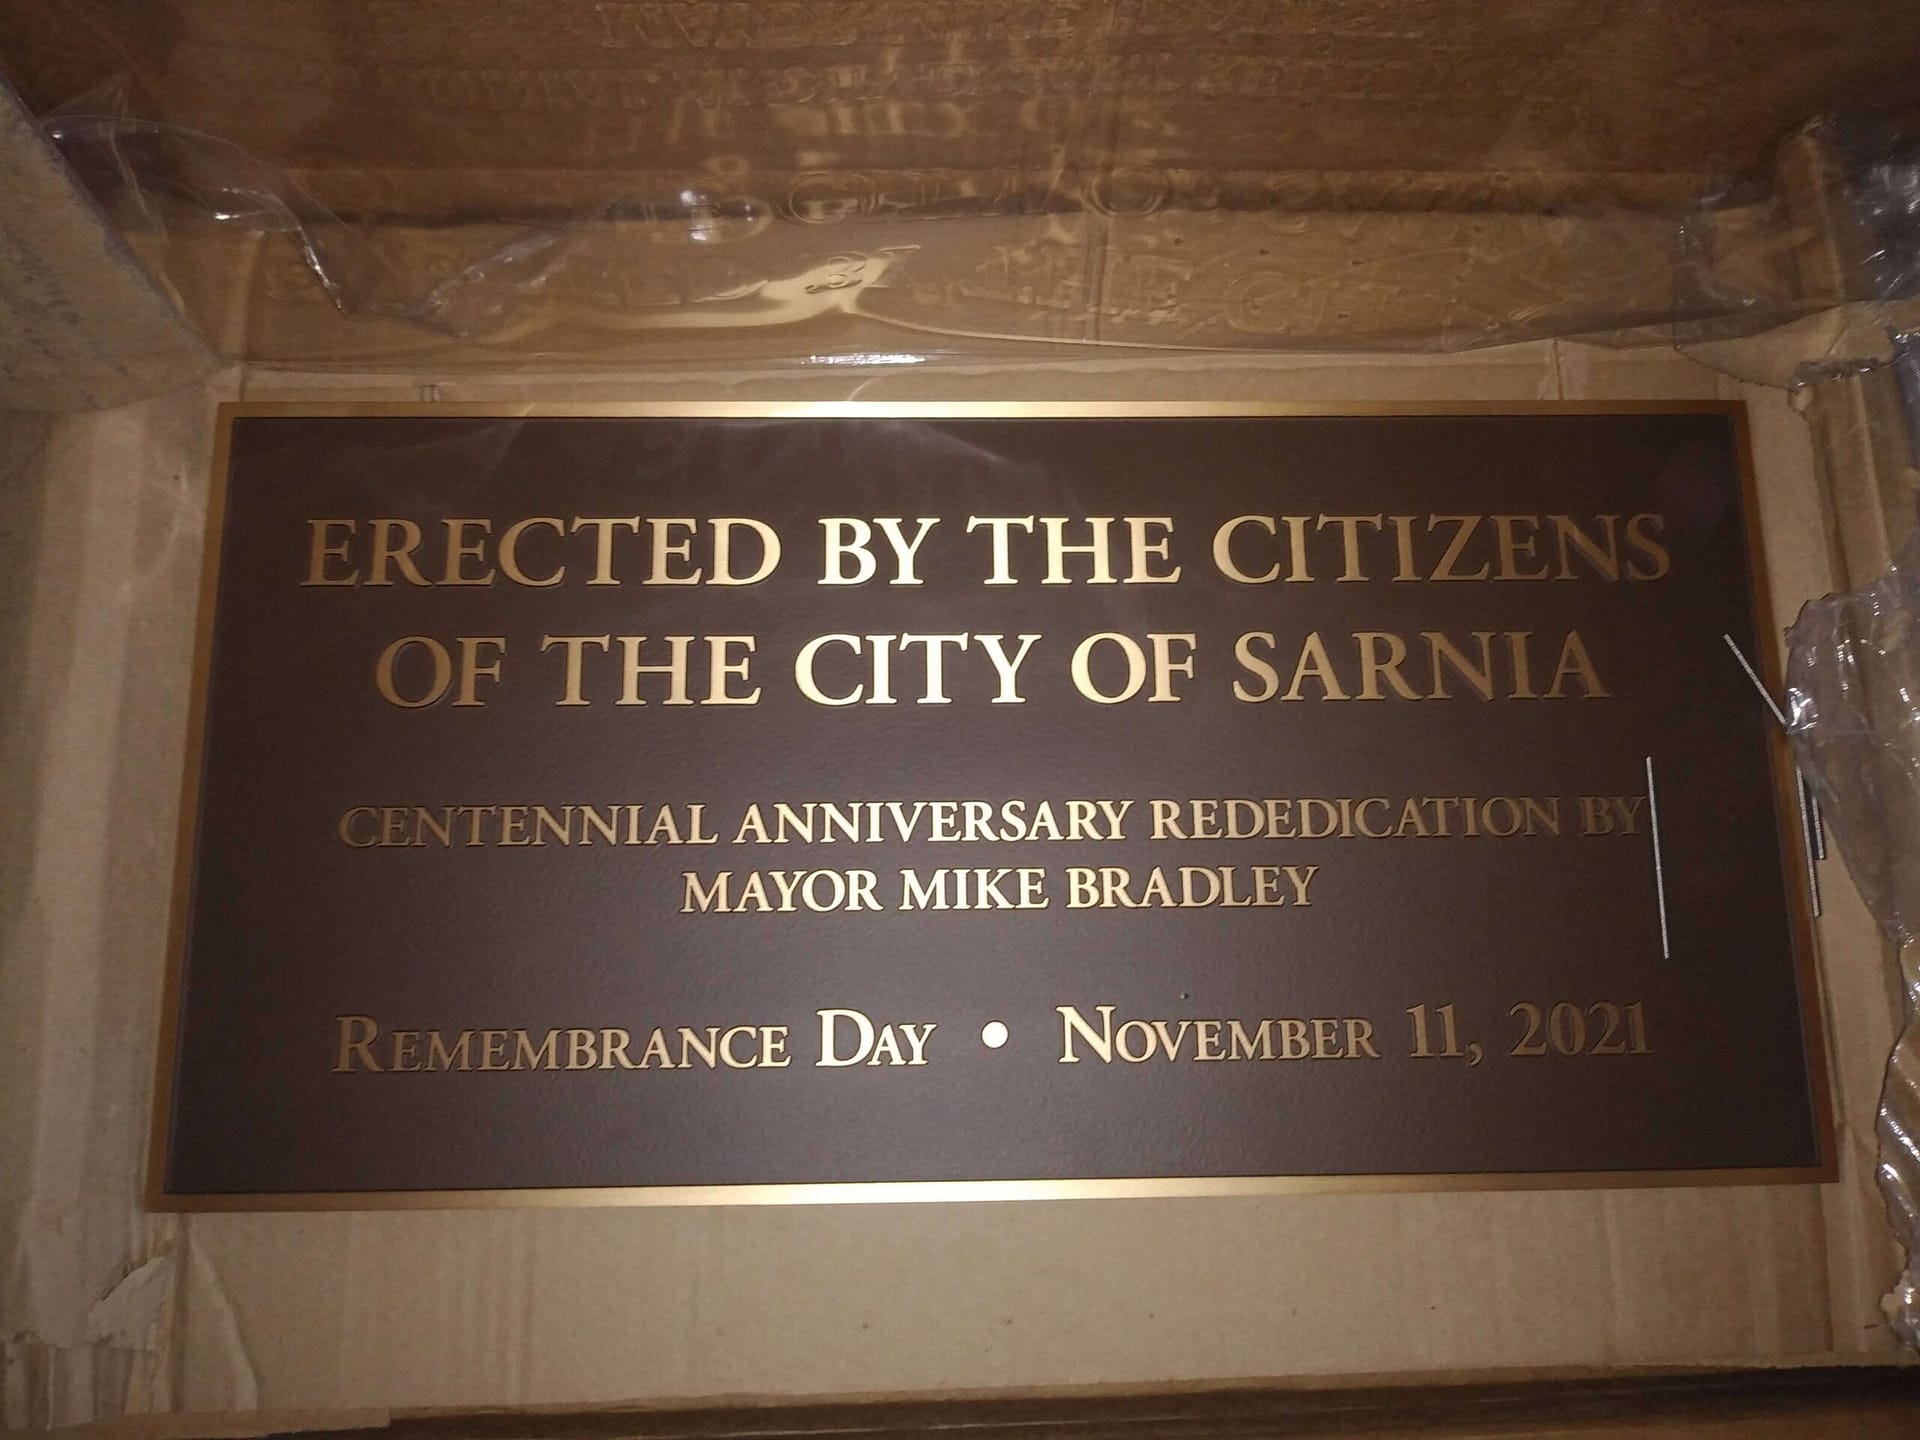 ERECTED BY THE CITIZENS
OF THE CITY OF SARNIA
CENTENNIAL ANNIVERSARY REDEDICATION BY
MAYOR MIKE BRADLEY
REMEMBRANCE DAY • NOVEMBER 11, 2021